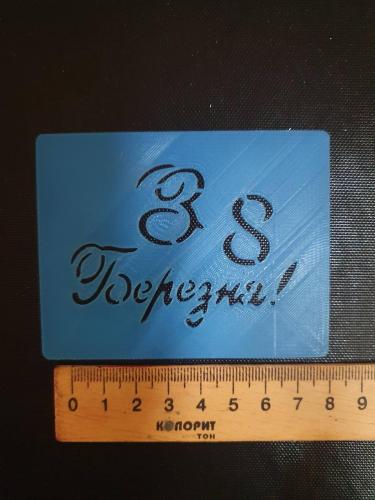 З 8
Березня!
0 1 2 3 4 5 6 7 8 9
КОЛОРИТ
ТОН